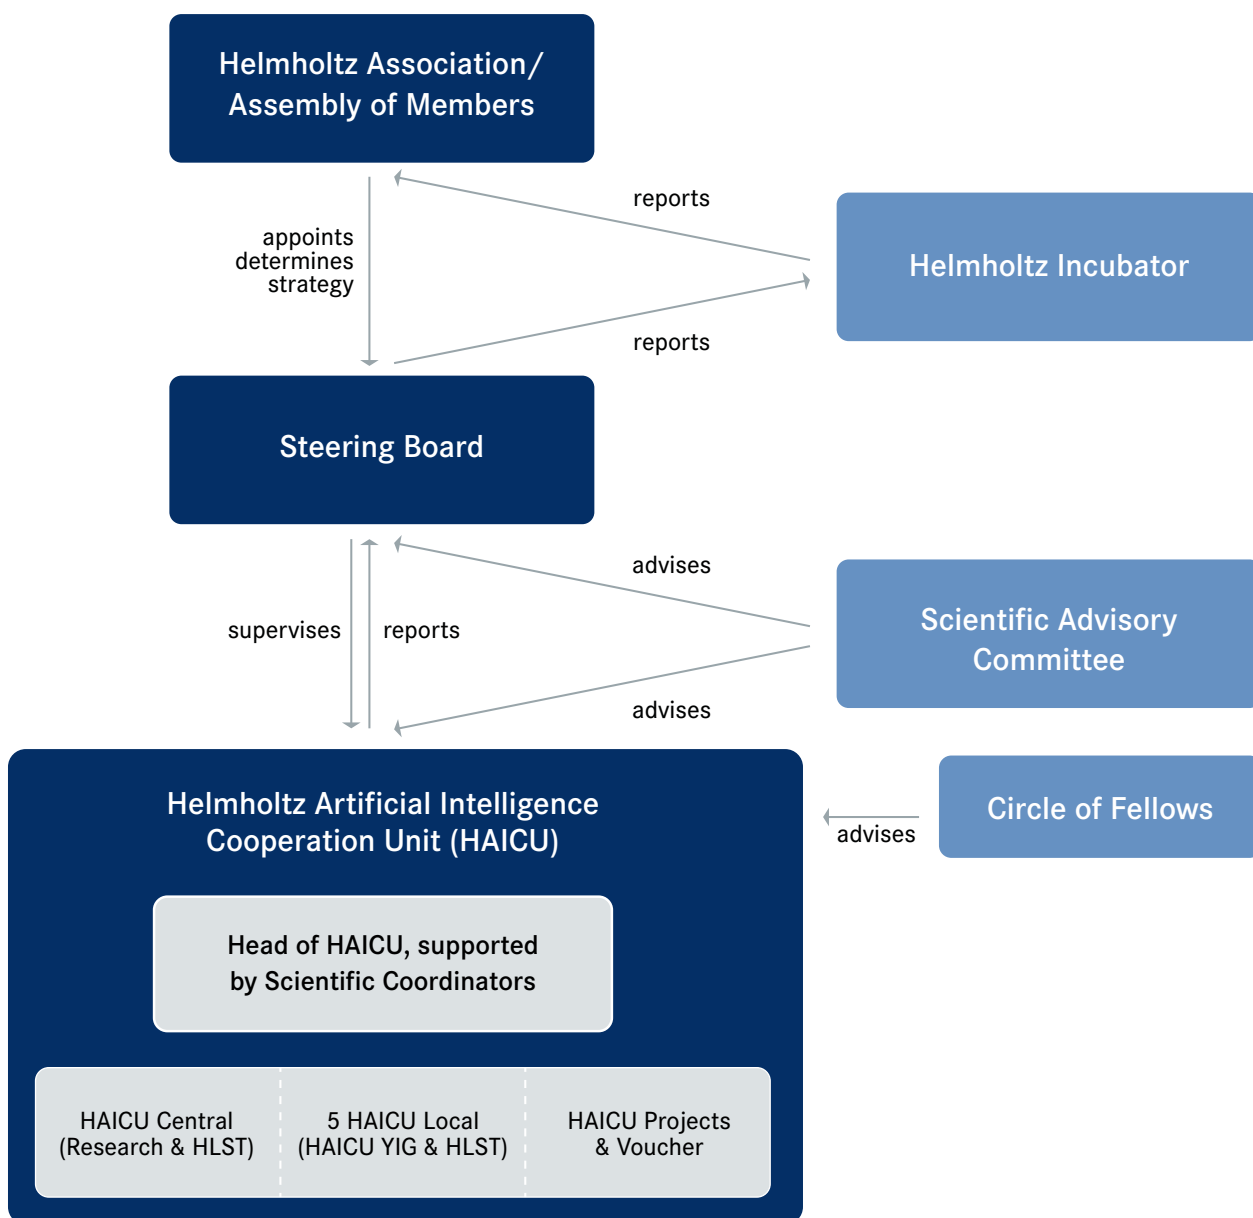 Helmholtz Association/
Assembly of Members
reports
appoints
determines
strategy
Helmholtz Incubator
reports
Steering Board
advises
supervises
reports
Scientific Advisory
Committee
advises
Helmholtz Artificial Intelligence
Cooperation Unit (HAICU)
Circle of Fellows
advises
Head of HAICU, supported
by Scientific Coordinators
HAICU Central
(Research & HLST)
5 HAICU Local
(HAICU YIG & HLST)
HAICU Projects
& Voucher